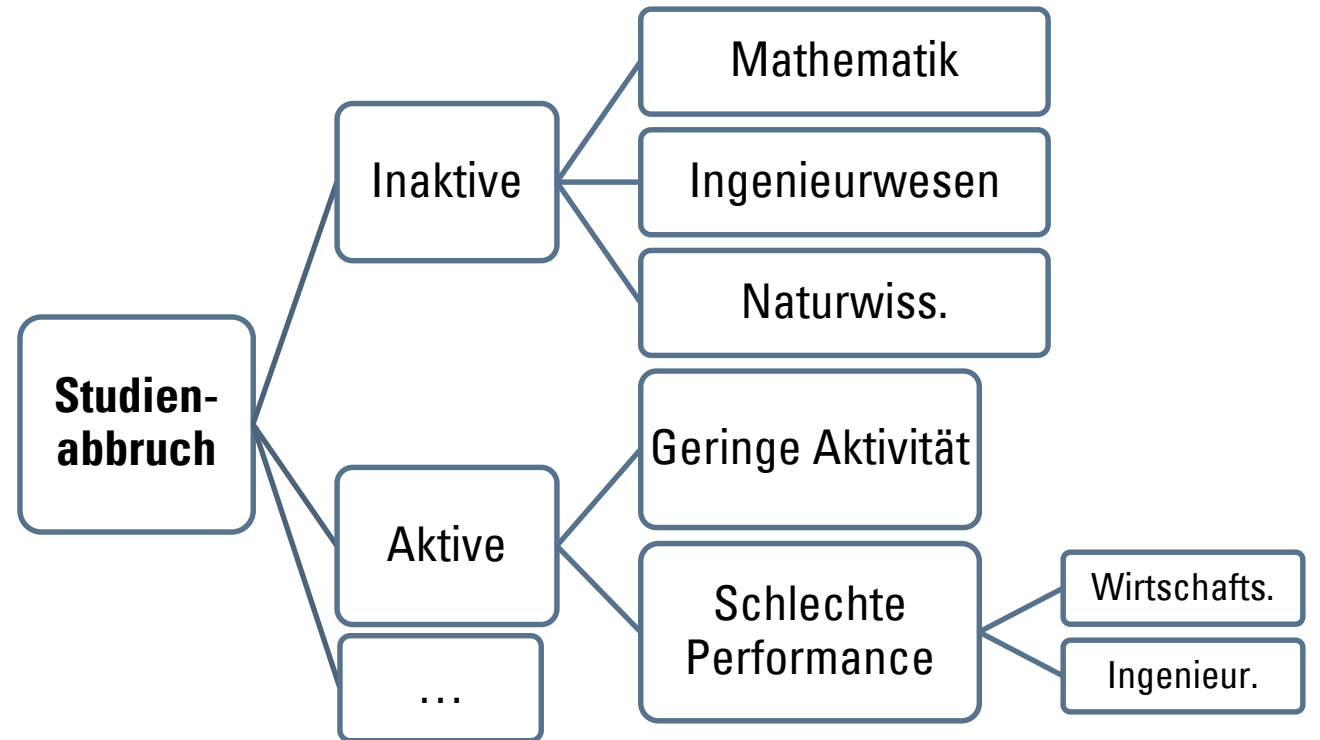 Studien-
abbruch
Inaktive
Mathematik
Ingenieurwesen
Naturwiss.
Aktive
Geringe Aktivität
Schlechte
Performance
Wirtschafts.
Ingenieur.
...